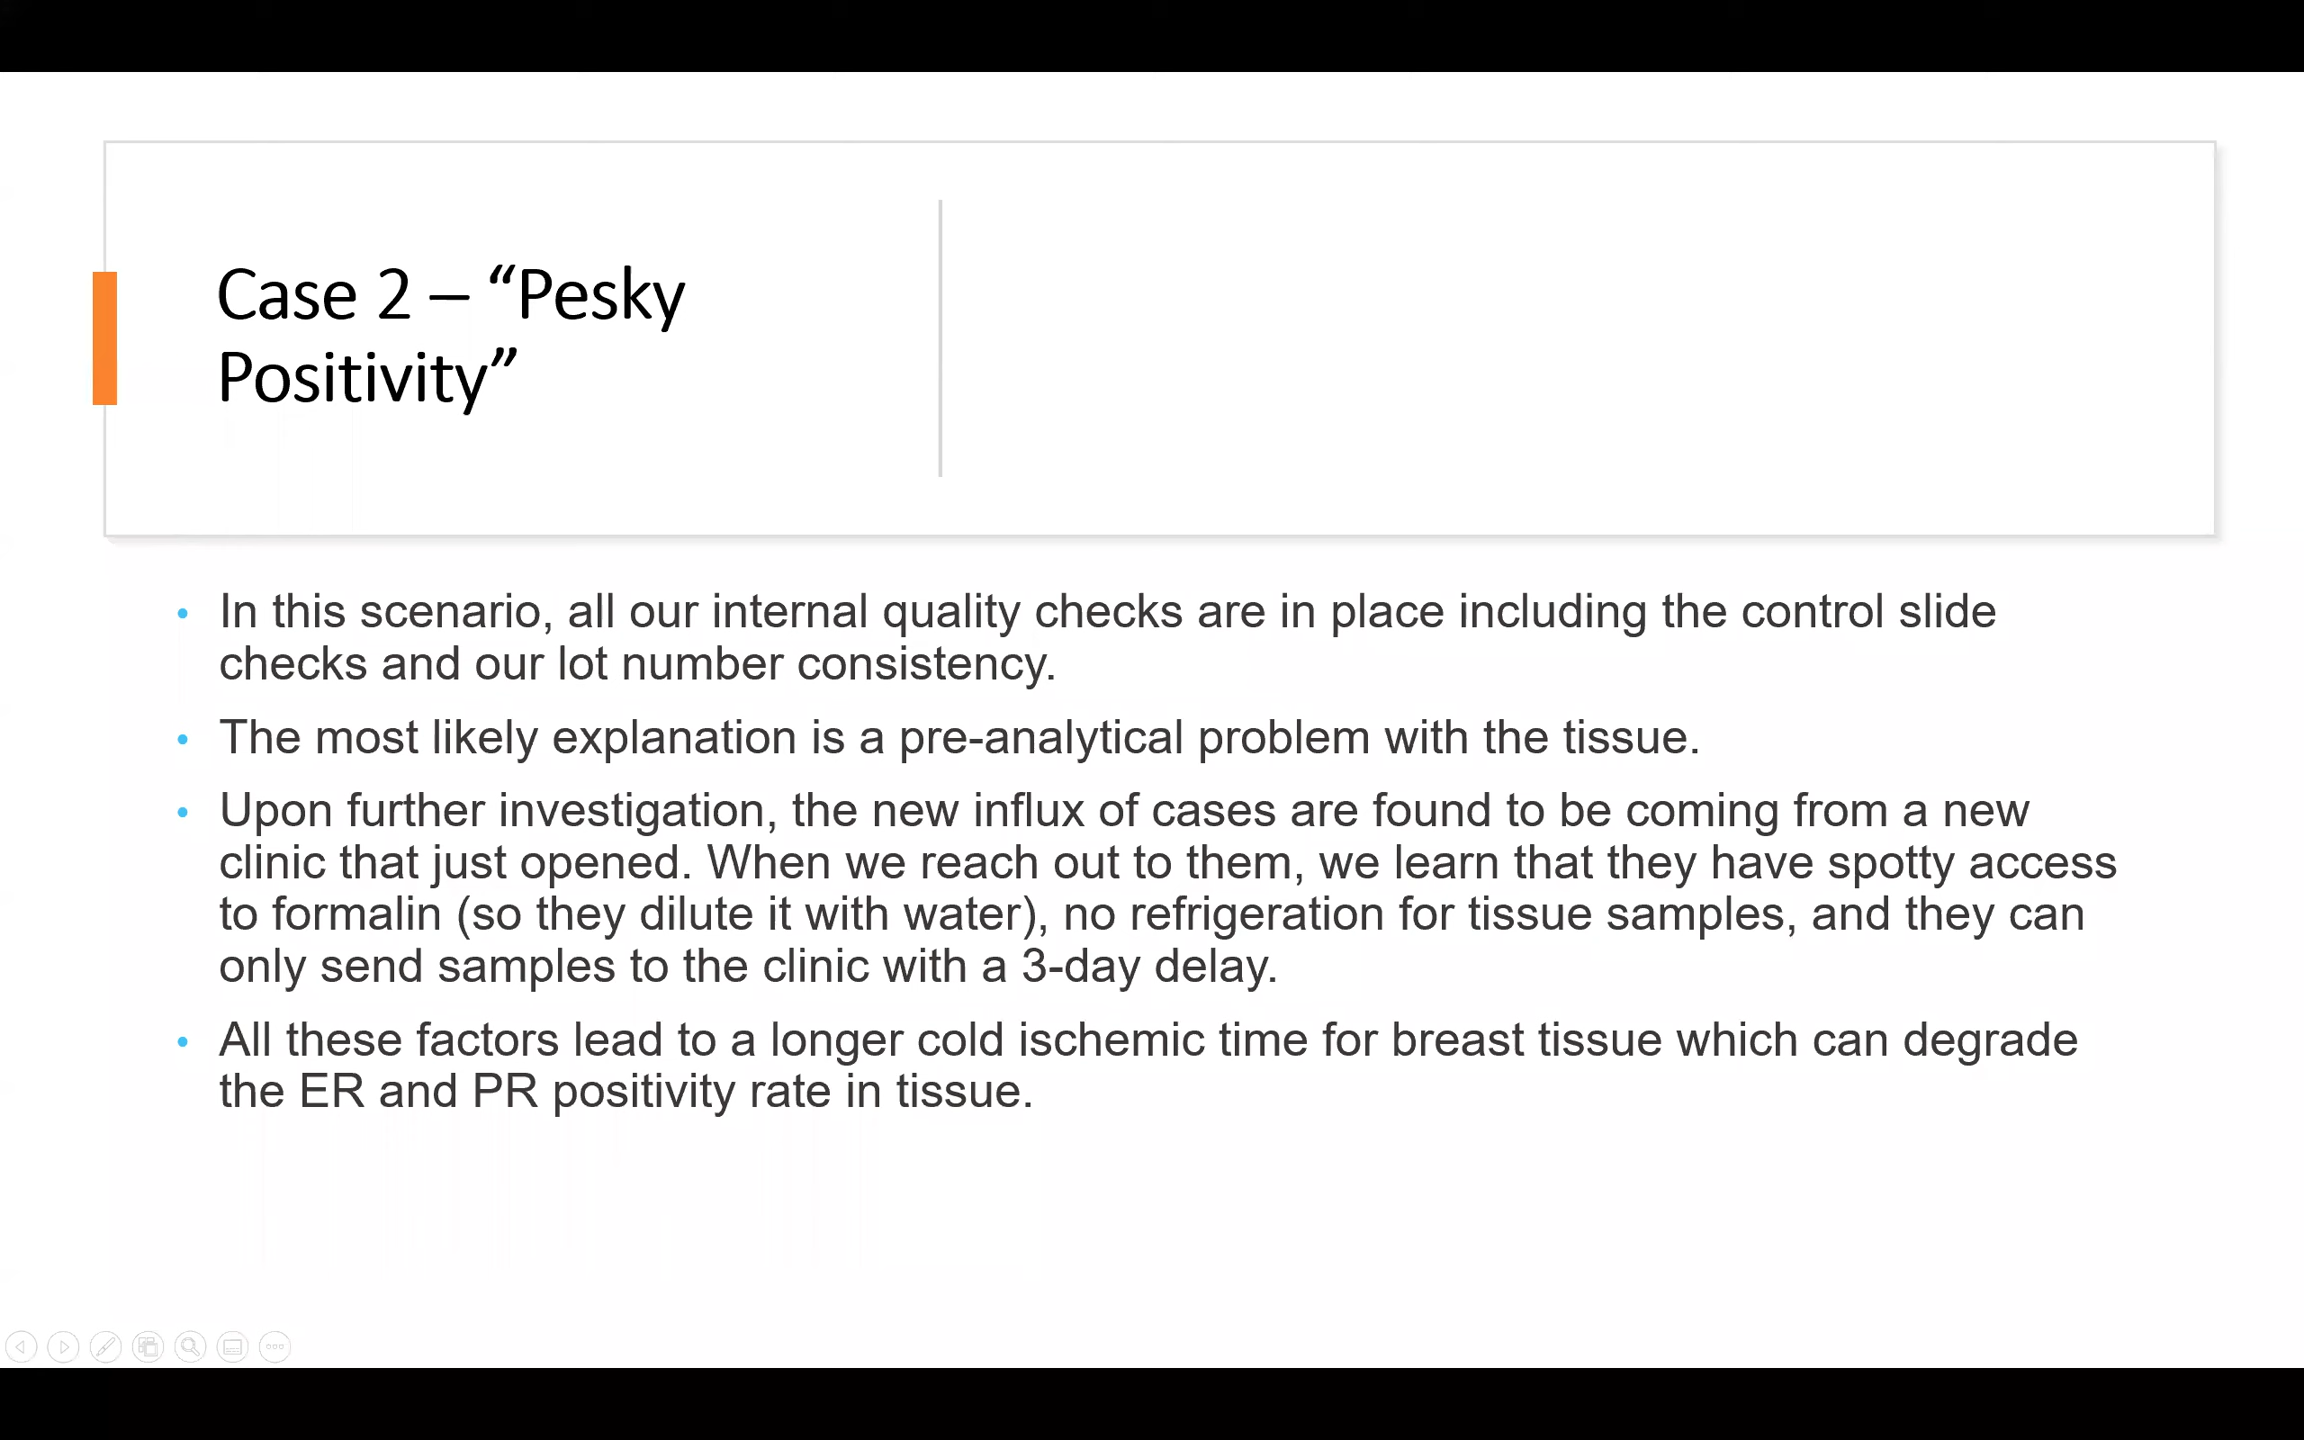 Case 2 – “Pesky
Positivity”
• In this scenario, all our internal quality checks are in place including the control slide
checks and our lot number consistency.
• The most likely explanation is a pre-analytical problem with the tissue.
• Upon further investigation, the new influx of cases are found to be coming from a new
clinic that just opened. When we reach out to them, we learn that they have spotty access
to formalin (so they dilute it with water), no refrigeration for tissue samples, and they can
only send samples to the clinic with a 3-day delay.
• All these factors lead to a longer cold ischemic time for breast tissue which can degrade
the ER and PR positivity rate in tissue.